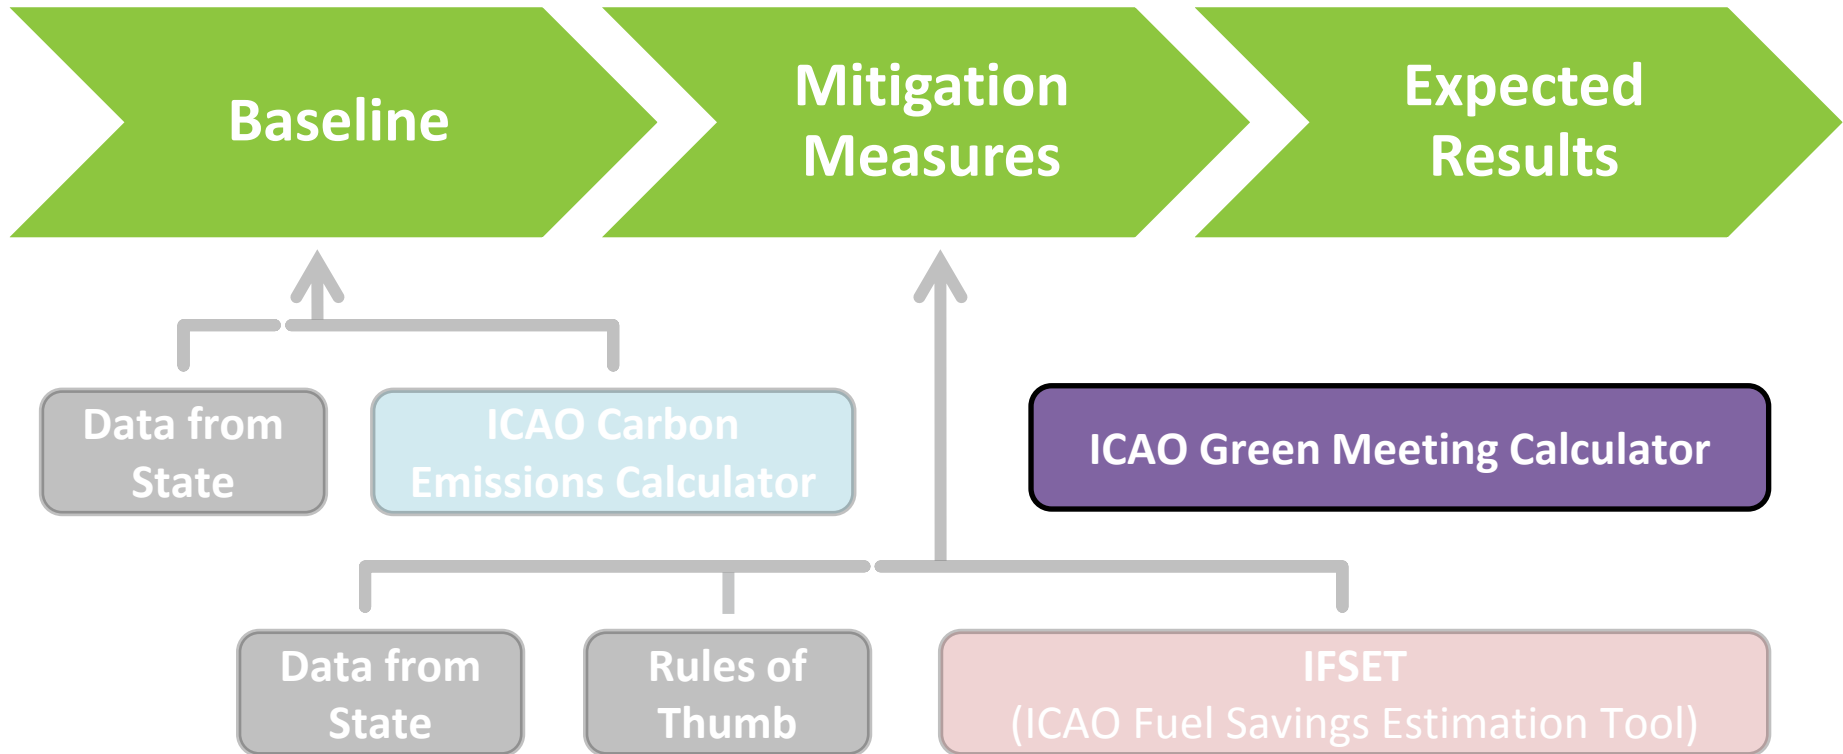 Baseline
Mitigation
Measures
Expected
Results
Data from
State
ICAO Carbon
Emissions Calculator
ICAO Green Meeting Calculator
Data from
State
Rules of
Thumb
IFSET
(ICAO Fuel Savings Estimation Tool)